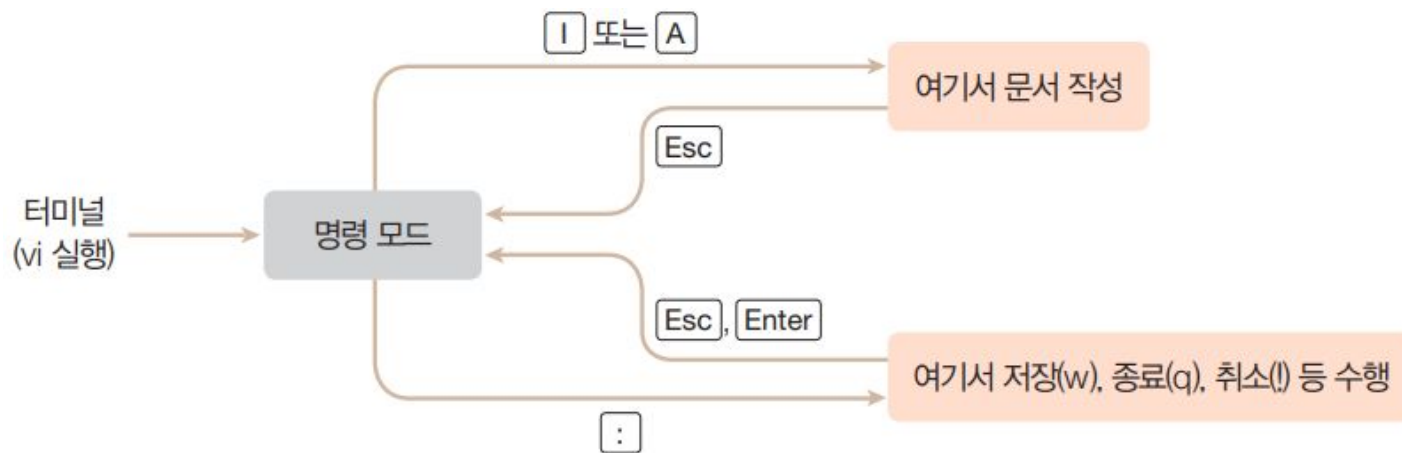 I 또는 A
여기서 문서 작성
Esc
터미널
(vi 실행)
명령 모드
Esc, Enter
여기서 저장(w), 종료(q), 취소(!) 등 수행
: